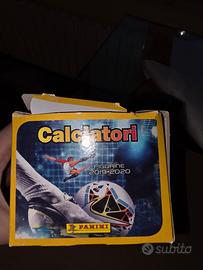 Calciatori
FIGURINE
2019-2020
PANINI
subito